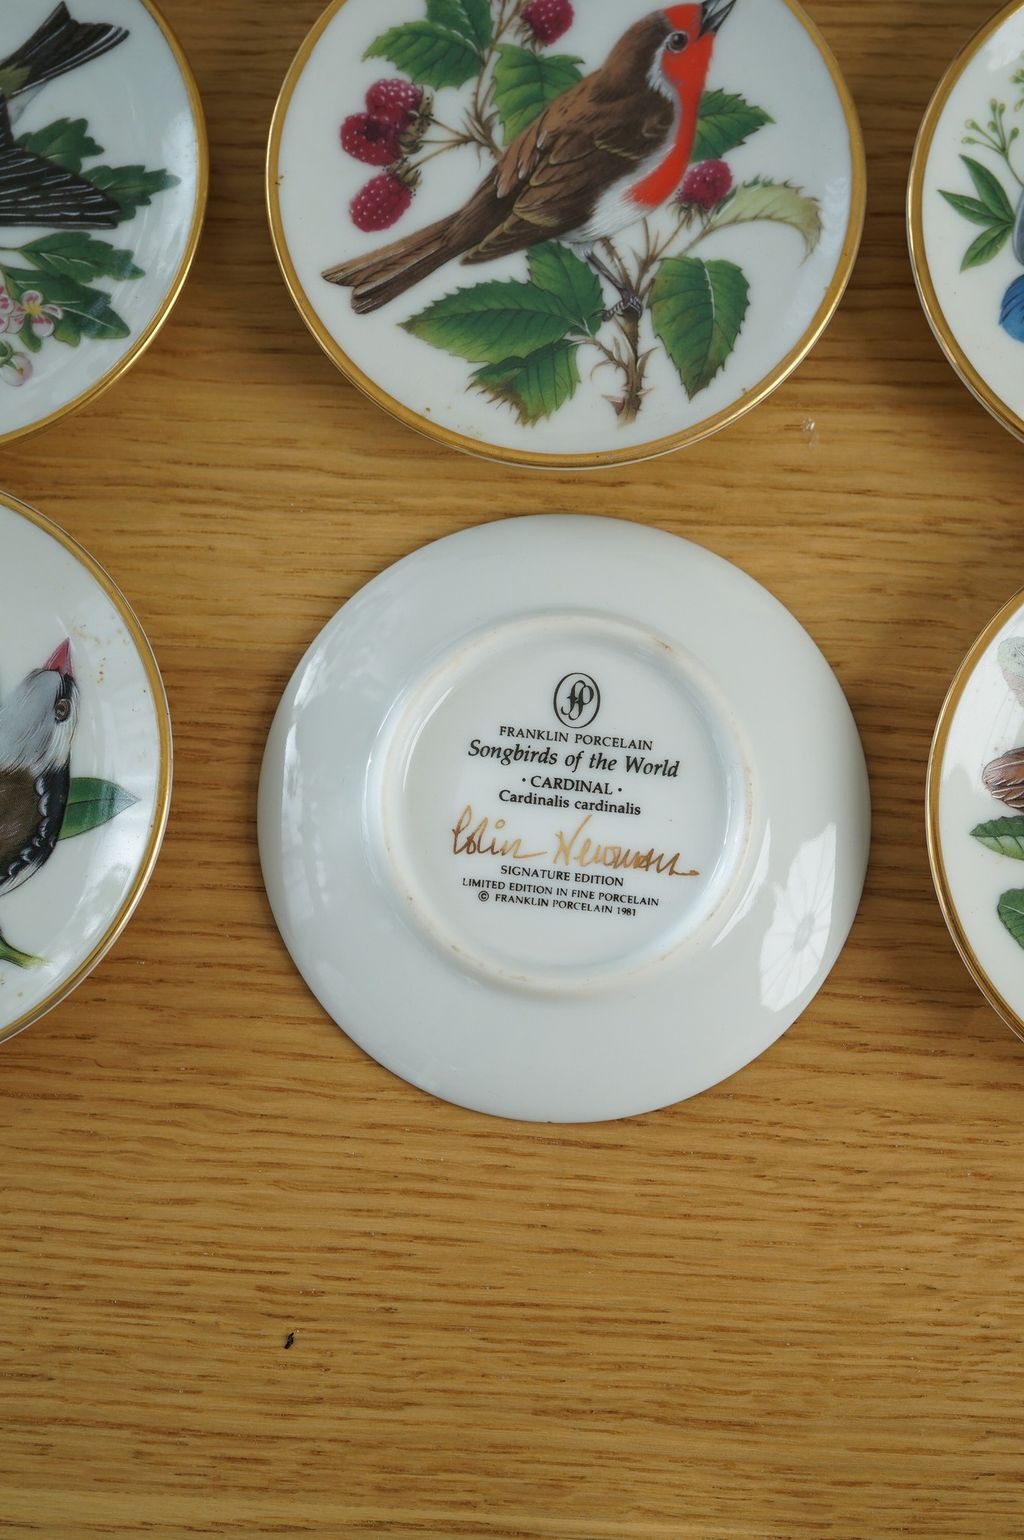 FP
FRANKLIN PORCELAIN
Songbirds of the World
· CARDINAL ·
Cardinalis cardinalis
Colin Newman
SIGNATURE EDITION
LIMITED EDITION IN FINE PORCELAIN
© FRANKLIN PORCELAIN 1981